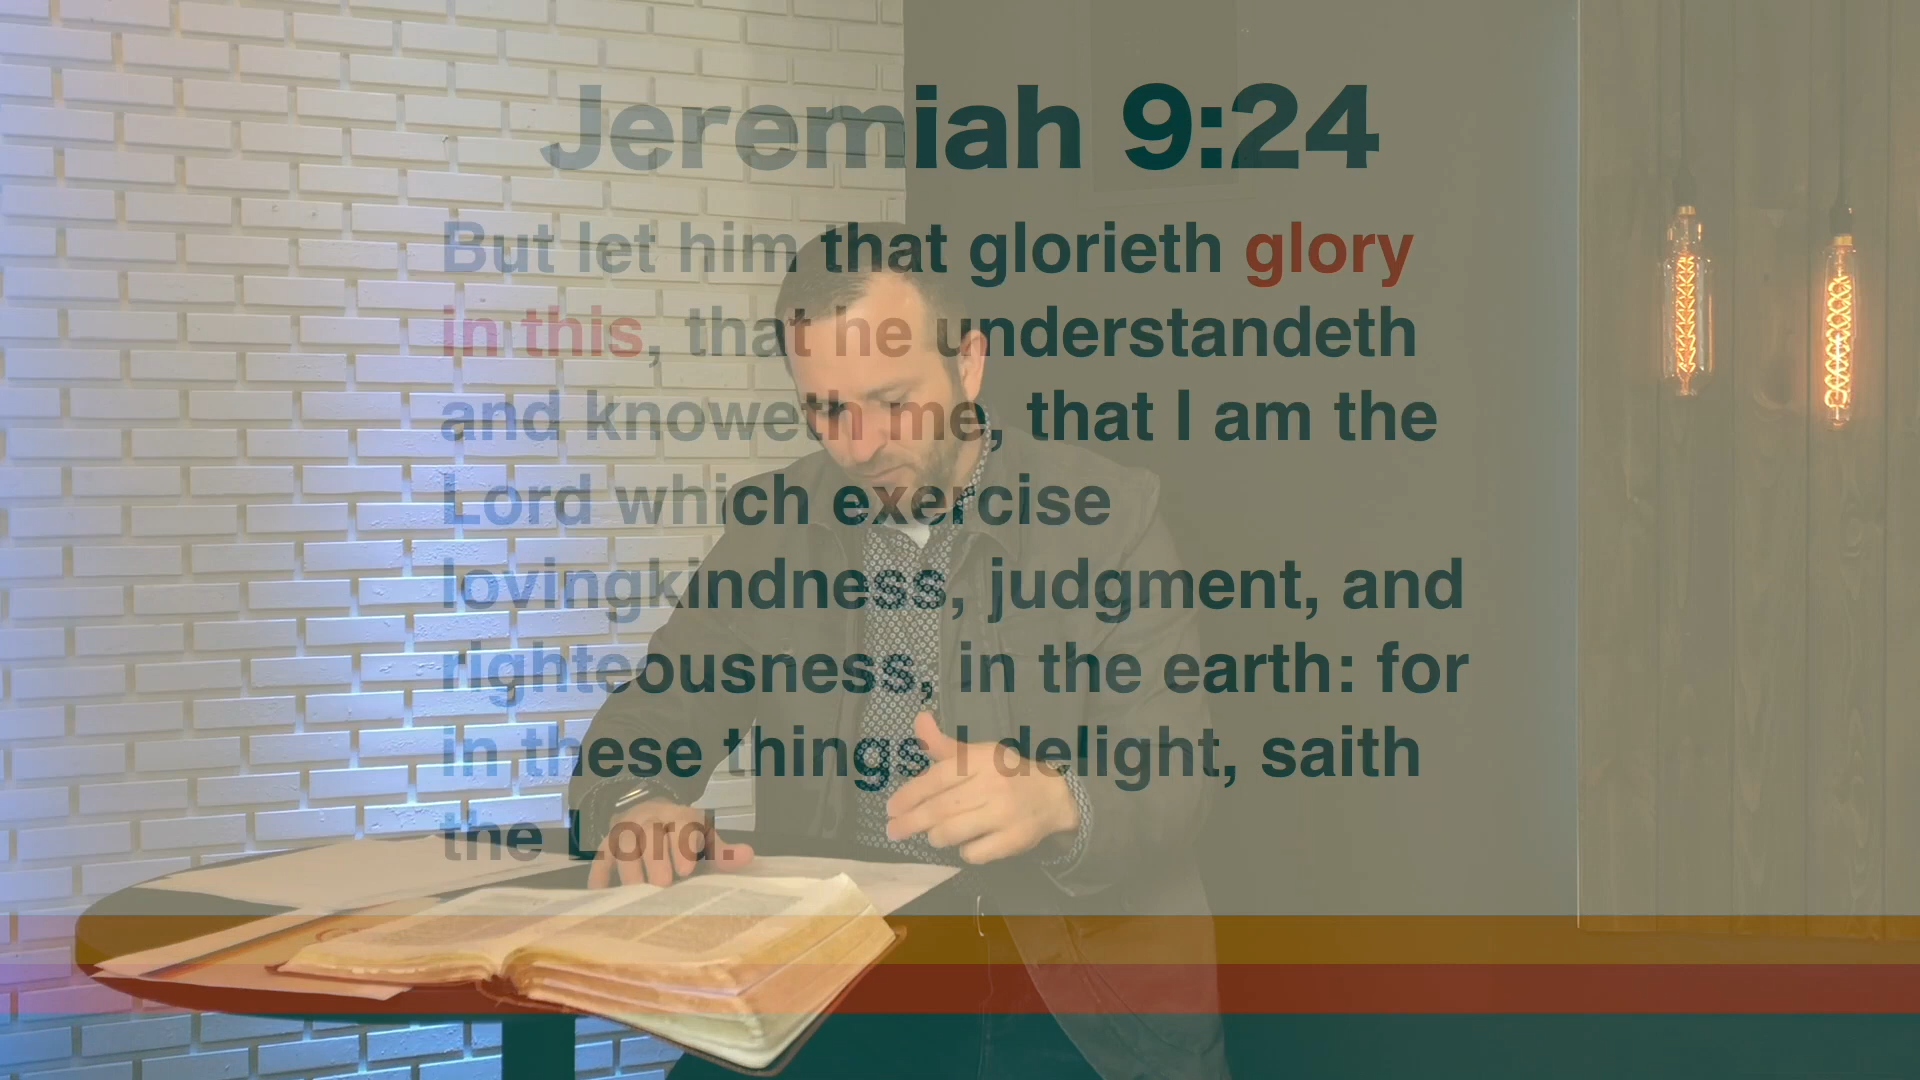 Jeremiah 9:24
But let him that glorieth glory
in this, that he understandeth
and knoweth me, that I am the
Lord which exercise
lovingkindness, judgment, and
righteousness, in the earth: for
in these things I delight, saith
the Lord.